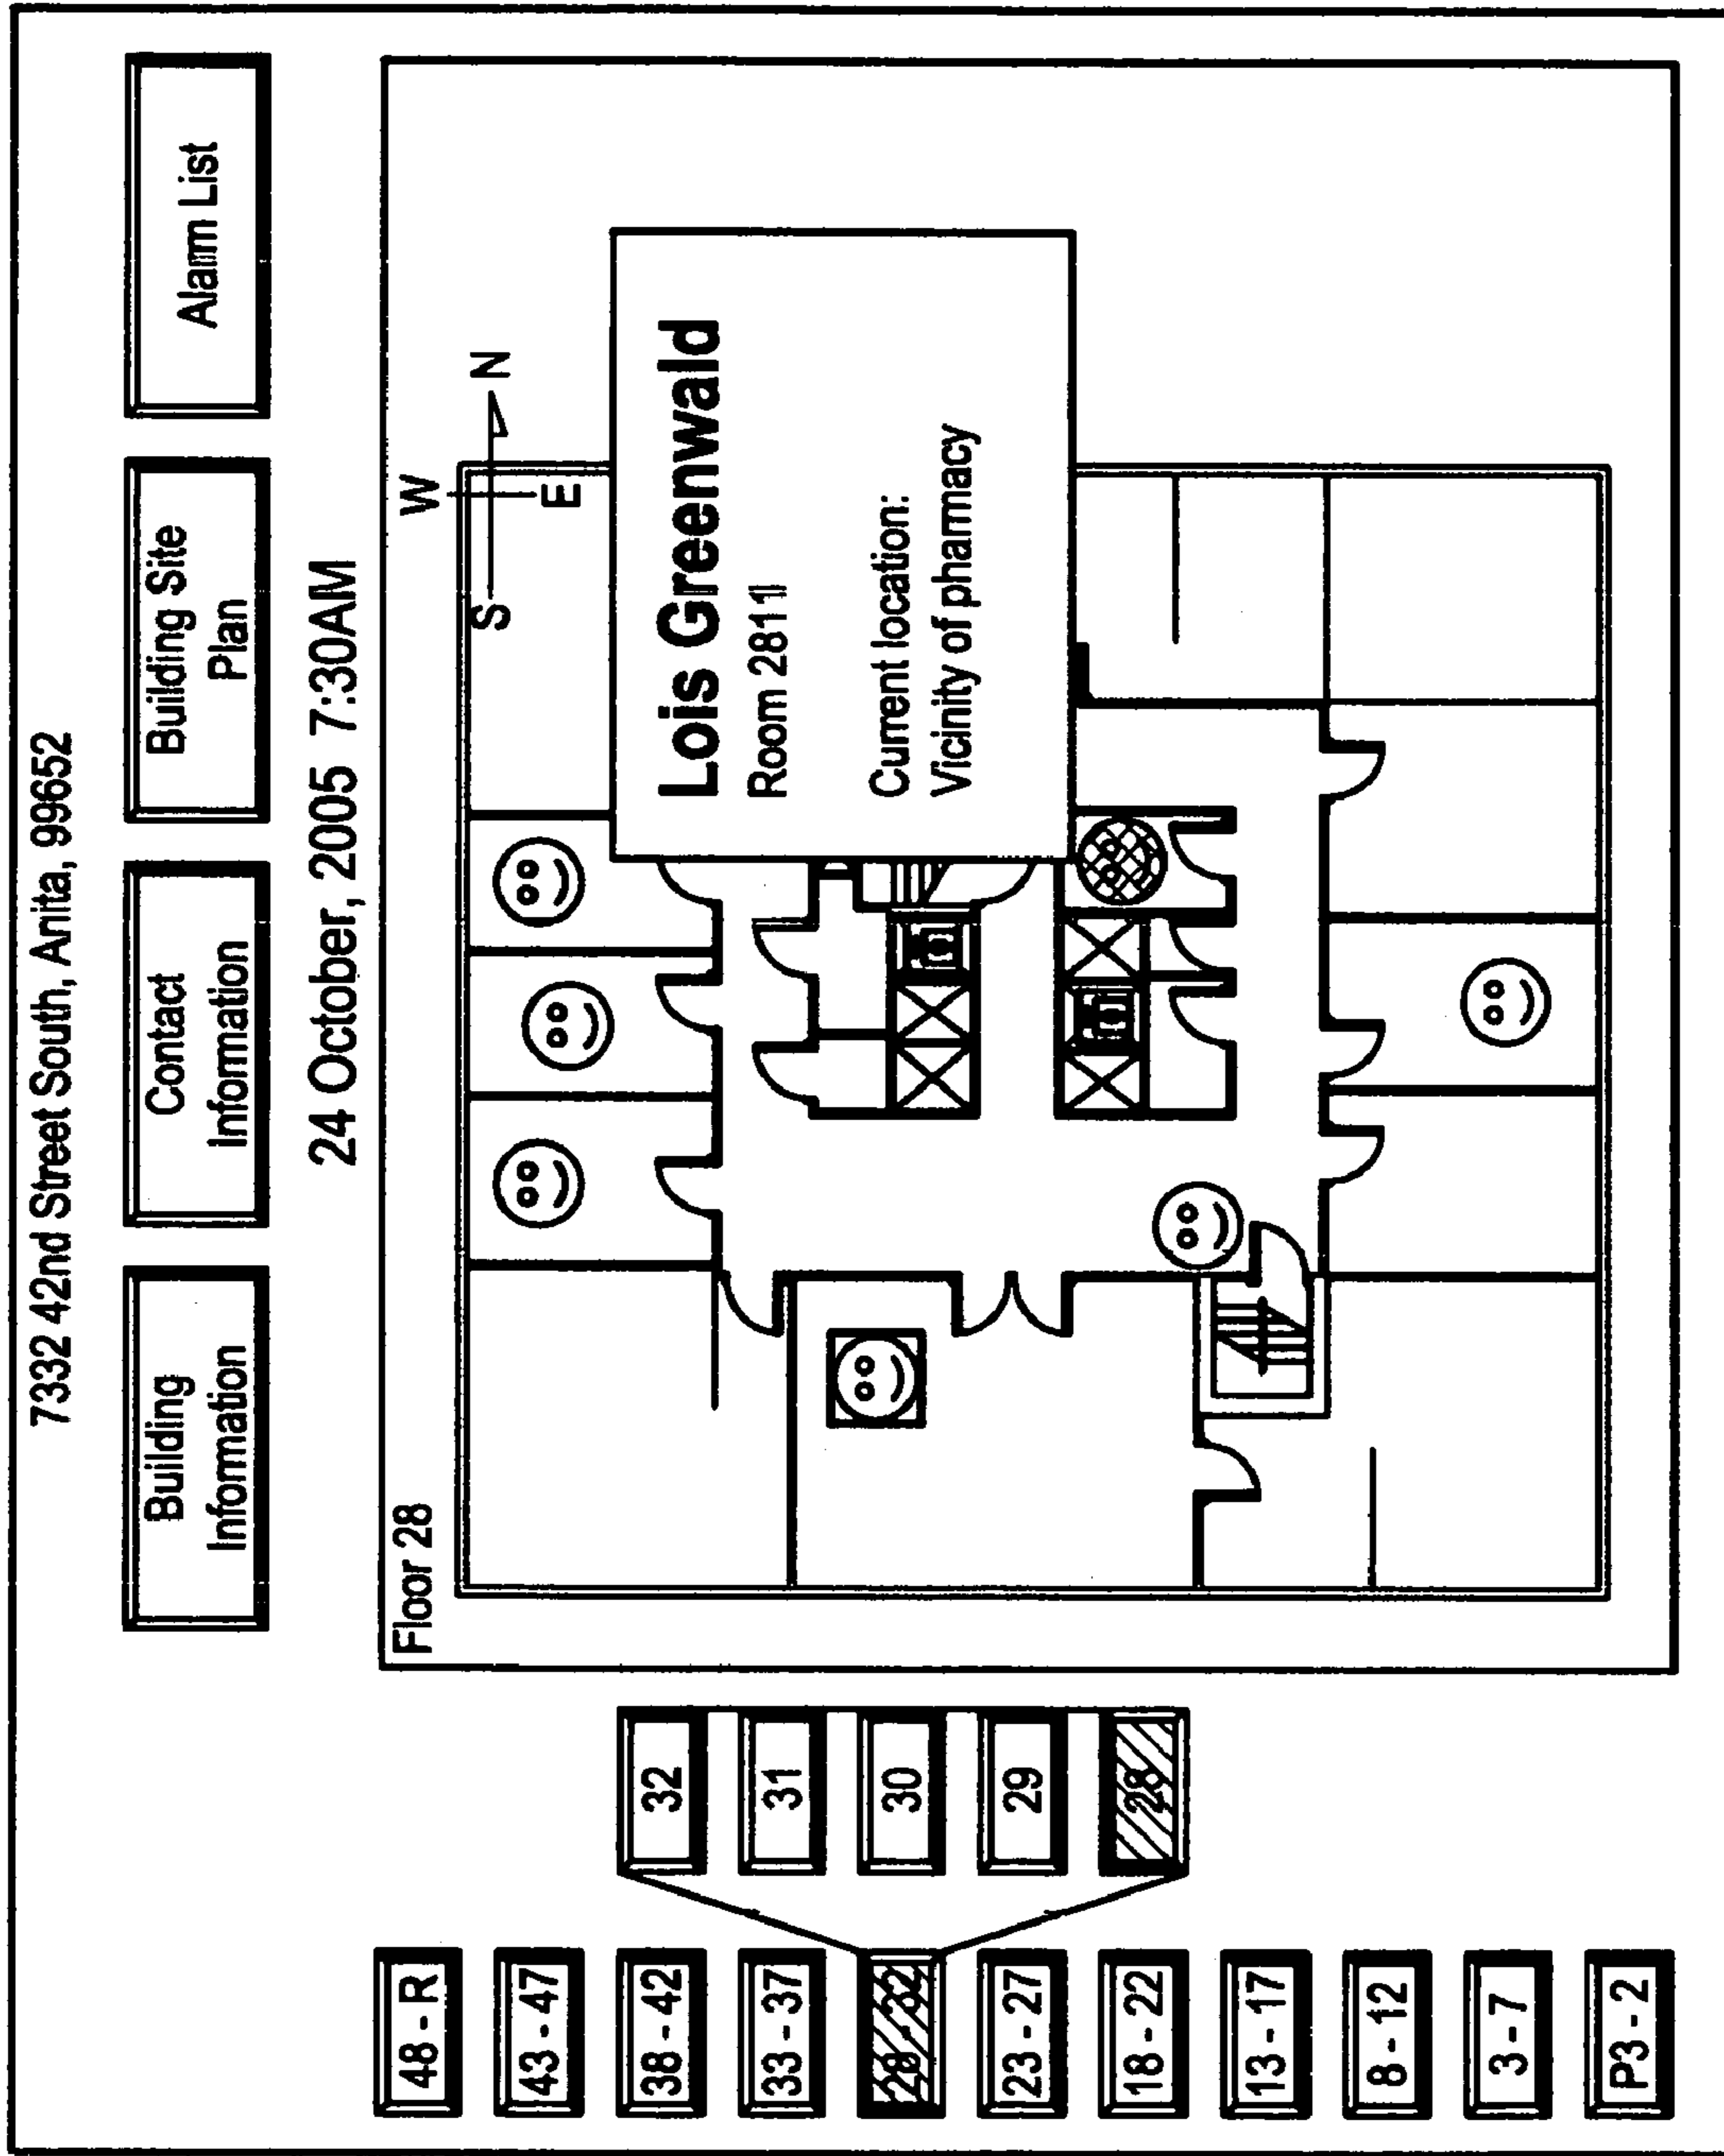 7332 42nd Street South, Anita, 99652
Building
Information
Contact
Information
Building Site
Plan
Alarm List
24 October, 2005 7:30AM
48 - R
43 - 47
38 - 42
33 - 37
28 - 32
23 - 27
18 - 22
13 - 17
8 - 12
3 - 7
P3 - 2
32
31
30
29
28
Floor 28
W
S
N
E
Lois Greenwald
Room 2811I
Current location:
Vicinity of pharmacy